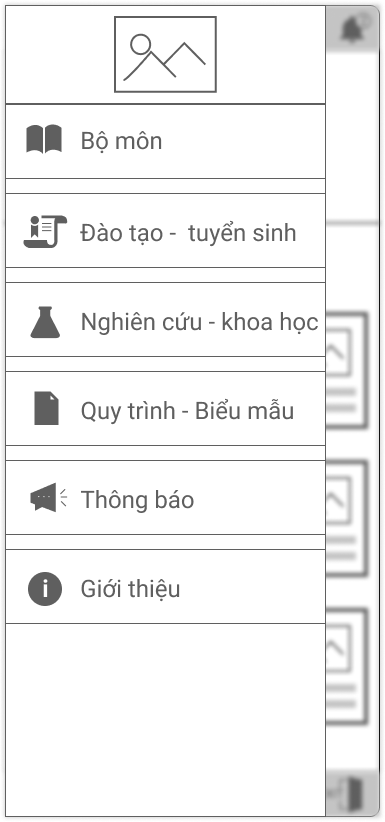 Bộ môn
Đào tạo - tuyển sinh
Nghiên cứu - khoa học
Quy trình - Biểu mẫu
Thông báo
Giới thiệu